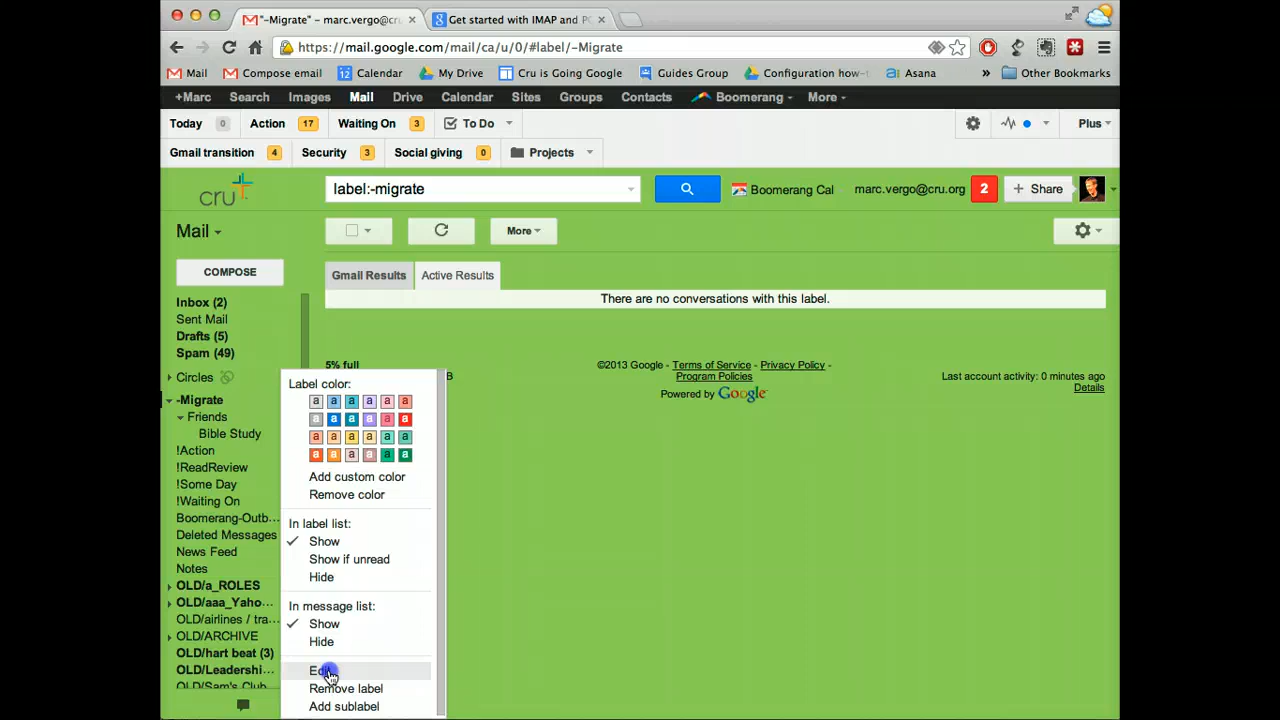 "-Migrate" – marc.vergo@cru. Get started with IMAP and PO
https://mail.google.com/mail/ca/u/0/#label/-Migrate
Mail Compose email Calendar My Drive Cru is Going Google Guides Group Configuration how- Asana » Other Bookmarks
+Marc Search Images Mail Drive Calendar Sites Groups Contacts Boomerang More
Today 0 Action 17 Waiting On 3 To Do Plus
Gmail transition 4 Security 3 Social giving 0 Projects
cru label:-migrate Boomerang Cal marc.vergo@cru.org 2 + Share
Mail More
COMPOSE Gmail Results Active Results
There are no conversations with this label.
Inbox (2)
Sent Mail
Drafts (5)
Spam (49)
Circles
-Migrate
Friends
Bible Study
!Action
!ReadReview
!Some Day
!Waiting On
Boomerang-Outb...
Deleted Messages
News Feed
Notes
OLD/a_ROLES
OLD/aaa_Yaho...
OLD/airlines / tra...
OLD/ARCHIVE
OLD/hart beat (3)
OLD/Leadershi...
OLD/Sam's Club
Label color:
a a a a a a
a a a a a a
a a a a a a
a a a a a a
Add custom color
Remove color
In label list:
Show
Show if unread
Hide
In message list:
Show
Hide
Edit
Remove label
Add sublabel
5% full
B
©2013 Google - Terms of Service - Privacy Policy -
Program Policies
Powered by Google
Last account activity: 0 minutes ago
Details